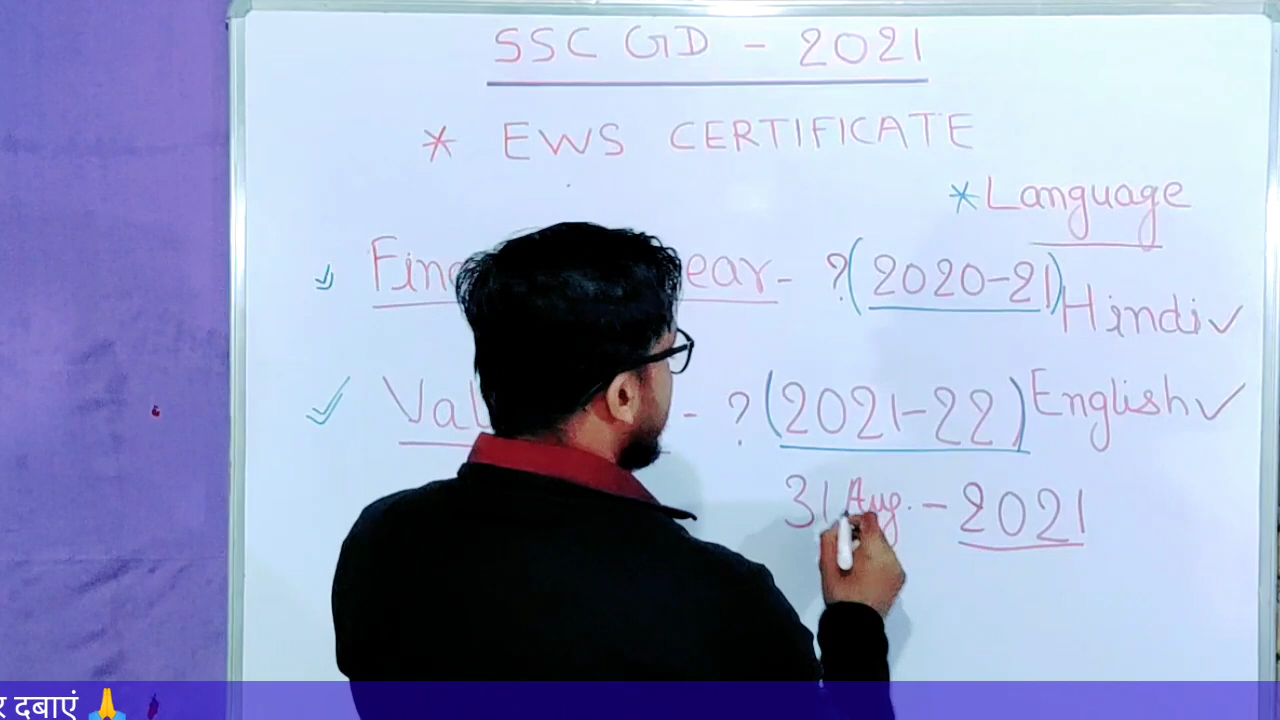 SSC GD - 2021
* EWS CERTIFICATE
* Language
Fin ear - ? (2020-21)
Hindi ✓
Val - ? (2021-22)
English ✓
31 Aug. - 2021
दबाएं 🙏